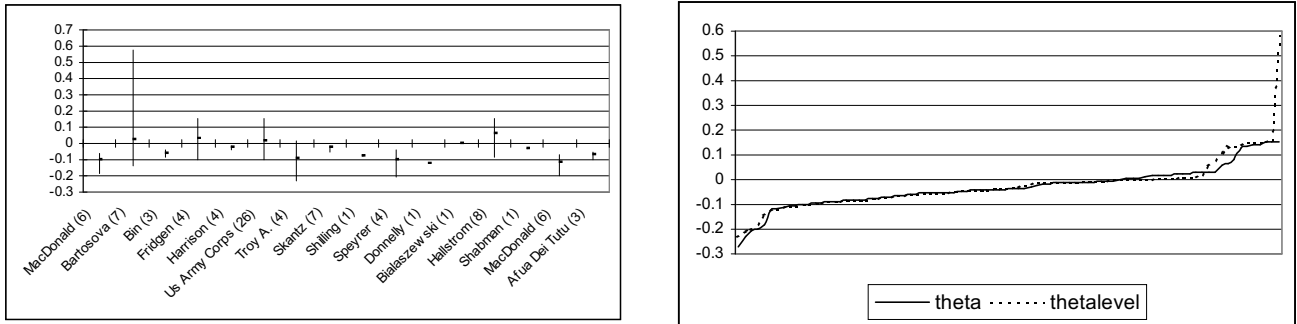 0.7
0.6
0.5
0.4
0.3
0.2
0.1
0
-0.1
-0.2
-0.3
MacDonald (6)
Bartosova (7)
Bin (3)
Fridgen (4)
Harrison (4)
Us Army Corps (26)
Troy A. (4)
Skantz (7)
Shilling (1)
Speyrer (4)
Donnelly (1)
Bialaszewski (1)
Hallstrom (8)
Shabman (1)
MacDonald (6)
Afua Dei Tutu (3)
0.6
0.5
0.4
0.3
0.2
0.1
0
-0.1
-0.2
-0.3
theta thetalevel